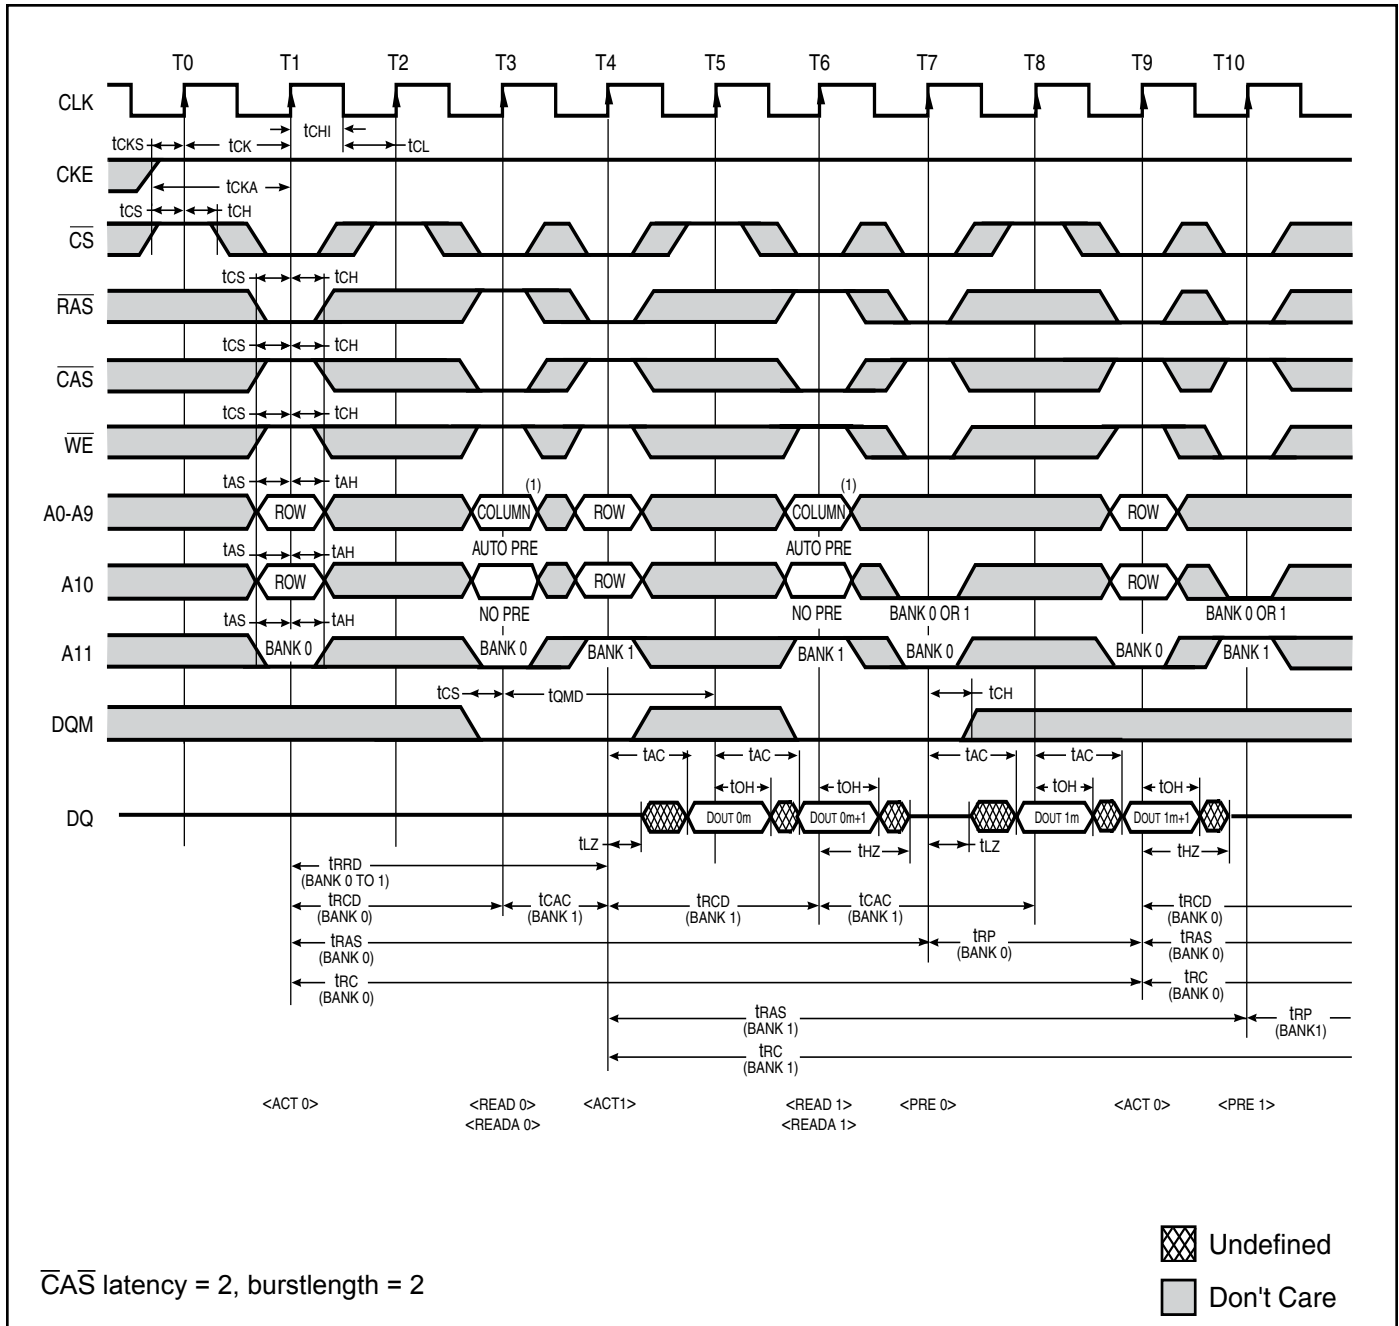 T0 T1 T2 T3 T4 T5 T6 T7 T8 T9 T10
CLK
tCHI
tCKS tCK tCL
CKE
tCKA
tCS tCH
CS
tCS tCH
RAS
tCS tCH
CAS
tCS tCH
WE
tAS tAH (1) (1)
A0-A9 ROW COLUMN ROW COLUMN ROW
tAS tAH AUTO PRE AUTO PRE
A10 ROW ROW ROW
tAS tAH NO PRE NO PRE BANK 0 OR 1 BANK 0 OR 1
A11 BANK 0 BANK 0 BANK 1 BANK 1 BANK 0 BANK 0 BANK 1
tCS tQMD tCH
DQM
tAC tAC tAC tAC
tOH tOH tOH tOH
DQ DOUT 0m DOUT 0m+1 DOUT 1m DOUT 1m+1
tLZ tHZ tLZ tHZ
tRRD
(BANK 0 TO 1)
tRCD tCAC tRCD tCAC tRCD
(BANK 0) (BANK 1) (BANK 1) (BANK 1) (BANK 0)
tRAS tRP tRAS
(BANK 0) (BANK 0) (BANK 0)
tRC tRC
(BANK 0) (BANK 0)
tRAS tRP
(BANK 1) (BANK1)
tRC
(BANK 1)
<ACT 0> <READ 0> <ACT1> <READ 1> <PRE 0> <ACT 0> <PRE 1>
<READA 0> <READA 1>
Undefined
CAS latency = 2, burstlength = 2
Don't Care